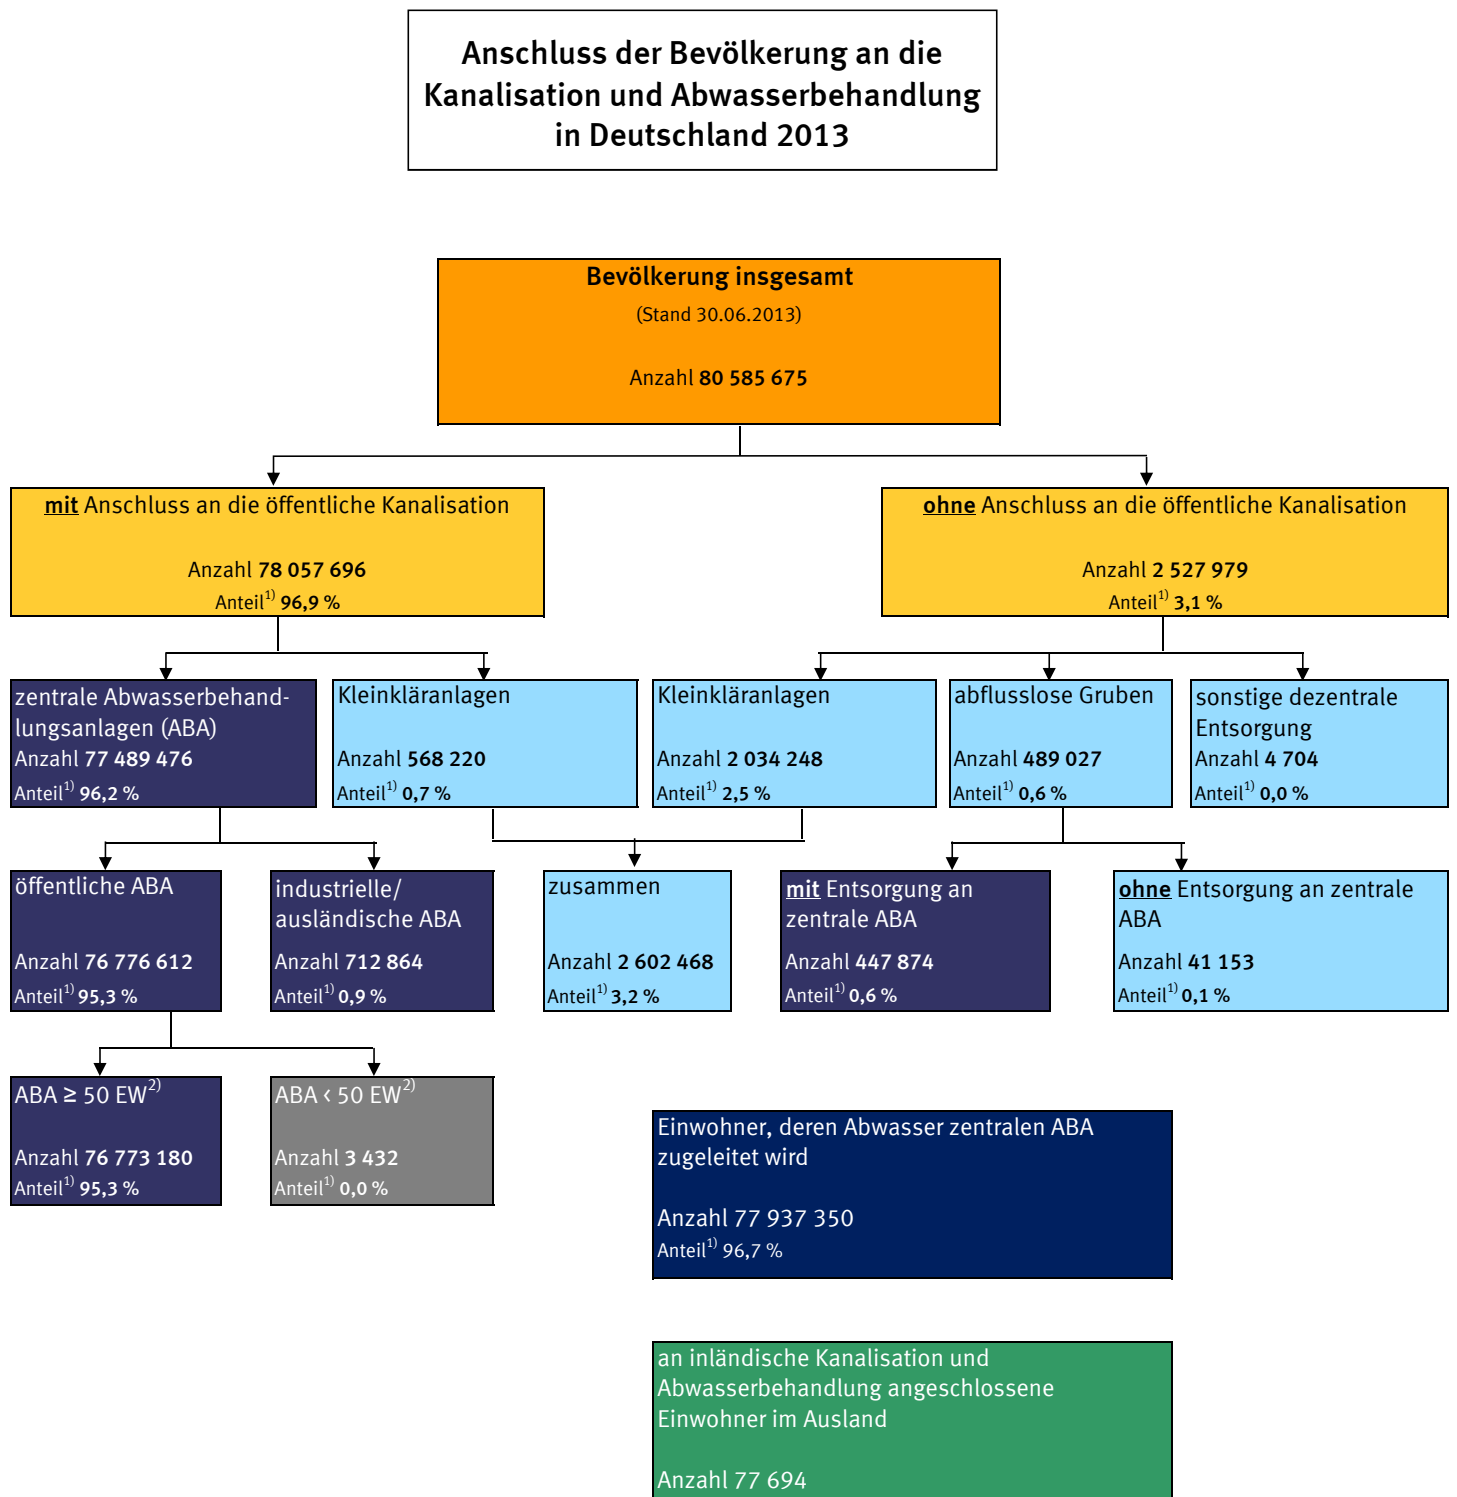 Anschluss der Bevölkerung an die
Kanalisation und Abwasserbehandlung
in Deutschland 2013
Bevölkerung insgesamt
(Stand 30.06.2013)
Anzahl 80 585 675
mit Anschluss an die öffentliche Kanalisation
Anzahl 78 057 696
Anteil1) 96,9 %
ohne Anschluss an die öffentliche Kanalisation
Anzahl 2 527 979
Anteil1) 3,1 %
zentrale Abwasserbehand-
lungsanlagen (ABA)
Anzahl 77 489 476
Anteil1) 96,2 %
Kleinkläranlagen
Anzahl 568 220
Anteil1) 0,7 %
Kleinkläranlagen
Anzahl 2 034 248
Anteil1) 2,5 %
abflusslose Gruben
Anzahl 489 027
Anteil1) 0,6 %
sonstige dezentrale
Entsorgung
Anzahl 4 704
Anteil1) 0,0 %
öffentliche ABA
Anzahl 76 776 612
Anteil1) 95,3 %
industrielle/
ausländische ABA
Anzahl 712 864
Anteil1) 0,9 %
zusammen
Anzahl 2 602 468
Anteil1) 3,2 %
mit Entsorgung an
zentrale ABA
Anzahl 447 874
Anteil1) 0,6 %
ohne Entsorgung an zentrale
ABA
Anzahl 41 153
Anteil1) 0,1 %
ABA ≥ 50 EW2)
Anzahl 76 773 180
Anteil1) 95,3 %
ABA < 50 EW2)
Anzahl 3 432
Anteil1) 0,0 %
Einwohner, deren Abwasser zentralen ABA
zugeleitet wird
Anzahl 77 937 350
Anteil1) 96,7 %
an inländische Kanalisation und
Abwasserbehandlung angeschlossene
Einwohner im Ausland
Anzahl 77 694